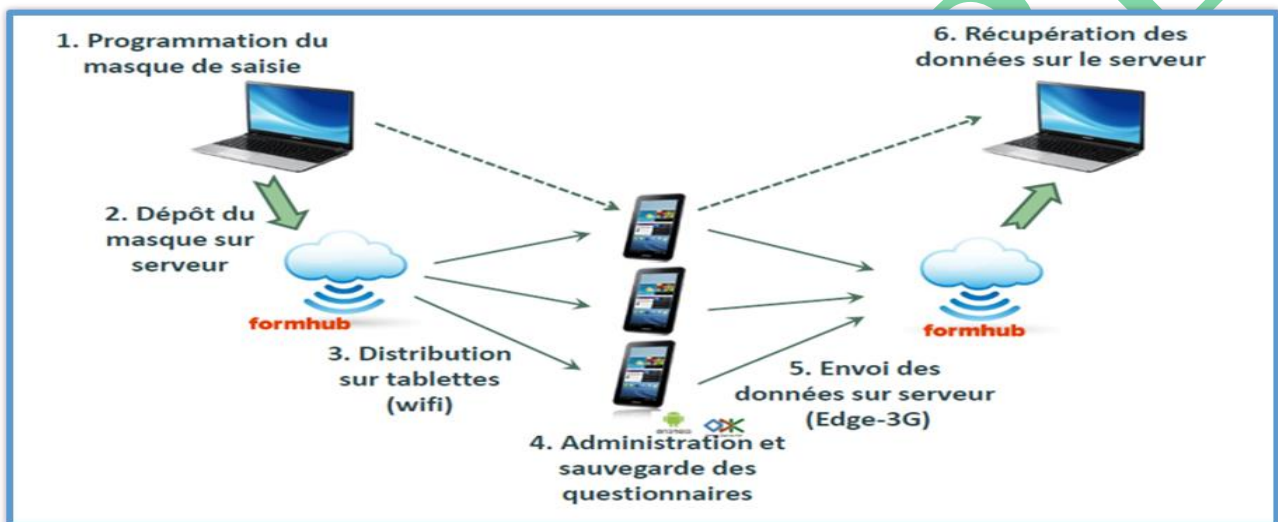 1. Programmation du
masque de saisie
2. Dépôt du
masque sur
serveur
formhub
3. Distribution
sur tablettes
(wifi)
4. Administration et
sauvegarde des
questionnaires
5. Envoi des
données sur serveur
(Edge-3G)
formhub
6. Récupération des
données sur le serveur